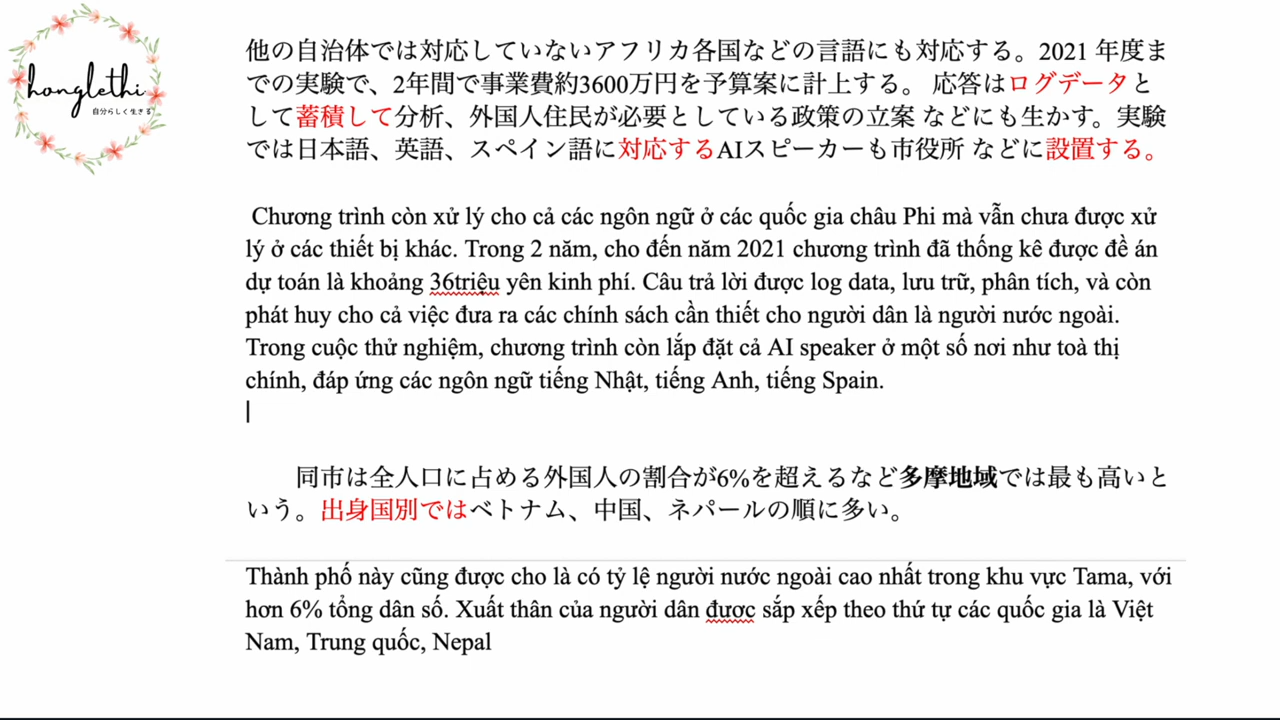 honglethi
自分らしく生きる
他の自治体では対応していないアフリカ各国などの言語にも対応する。2021 年度ま
での実験で、2年間で事業費約3600万円を予算案に計上する。 応答はログデータと
して蓄積して分析、外国人住民が必要としている政策の立案 などにも生かす。実験
では日本語、英語、スペイン語に対応するAIスピーカーも市役所 などに設置する。
Chương trình còn xử lý cho cả các ngôn ngữ ở các quốc gia châu Phi mà vẫn chưa được xử
lý ở các thiết bị khác. Trong 2 năm, cho đến năm 2021 chương trình đã thống kê được đề án
dự toán là khoảng 36triệu yên kinh phí. Câu trả lời được log data, lưu trữ, phân tích, và còn
phát huy cho cả việc đưa ra các chính sách cần thiết cho người dân là người nước ngoài.
Trong cuộc thử nghiệm, chương trình còn lắp đặt cả AI speaker ở một số nơi như toà thị
chính, đáp ứng các ngôn ngữ tiếng Nhật, tiếng Anh, tiếng Spain.
同市は全人口に占める外国人の割合が6%を超えるなど多摩地域では最も高いと
いう。出身国別ではベトナム、中国、ネパールの順に多い。
Thành phố này cũng được cho là có tỷ lệ người nước ngoài cao nhất trong khu vực Tama, với
hơn 6% tổng dân số. Xuất thân của người dân được sắp xếp theo thứ tự các quốc gia là Việt
Nam, Trung quốc, Nepal